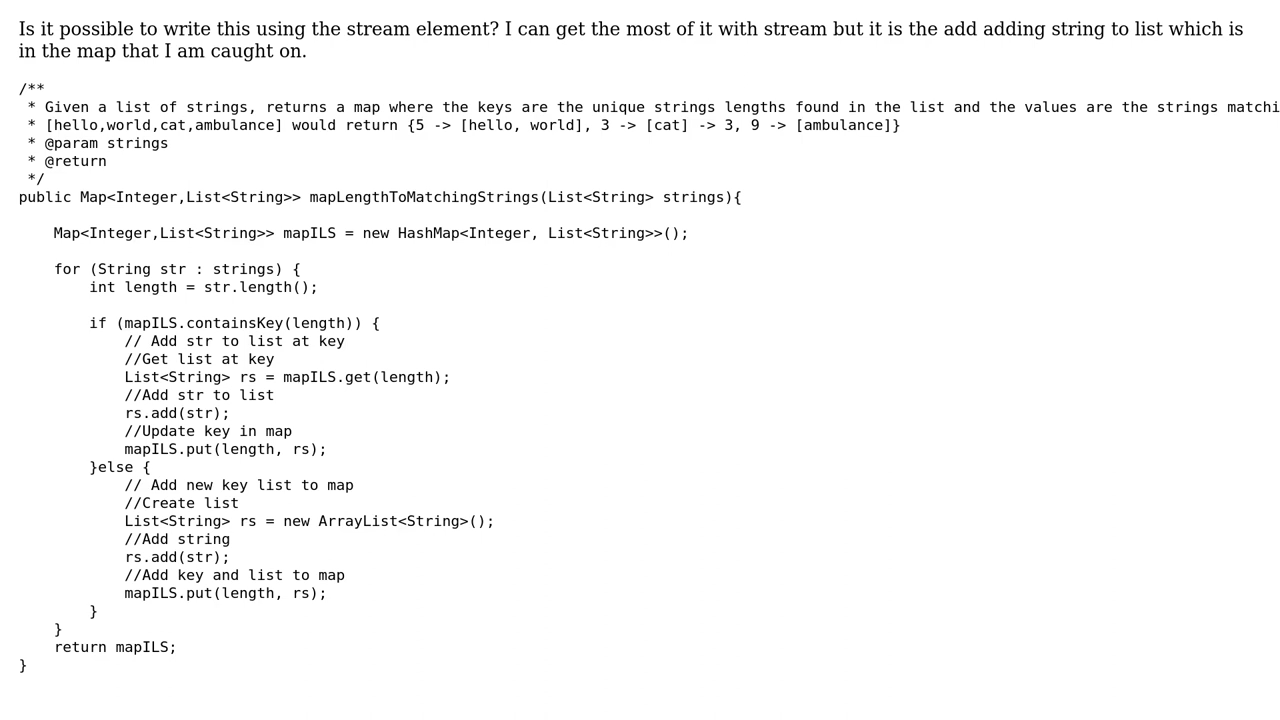 Is it possible to write this using the stream element? I can get the most of it with stream but it is the add adding string to list which is
in the map that I am caught on.
/**
 * Given a list of strings, returns a map where the keys are the unique strings lengths found in the list and the values are the strings matchi
 * [hello,world,cat,ambulance] would return {5 -> [hello, world], 3 -> [cat] -> 3, 9 -> [ambulance]}
 * @param strings
 * @return
 */
public Map<Integer,List<String>> mapLengthToMatchingStrings(List<String> strings){
    Map<Integer,List<String>> mapILS = new HashMap<Integer, List<String>>();
    for (String str : strings) {
        int length = str.length();
        if (mapILS.containsKey(length)) {
            // Add str to list at key
            //Get list at key
            List<String> rs = mapILS.get(length);
            //Add str to list
            rs.add(str);
            //Update key in map
            mapILS.put(length, rs);
        }else {
            // Add new key list to map
            //Create list
            List<String> rs = new ArrayList<String>();
            //Add string
            rs.add(str);
            //Add key and list to map
            mapILS.put(length, rs);
        }
    }
    return mapILS;
}